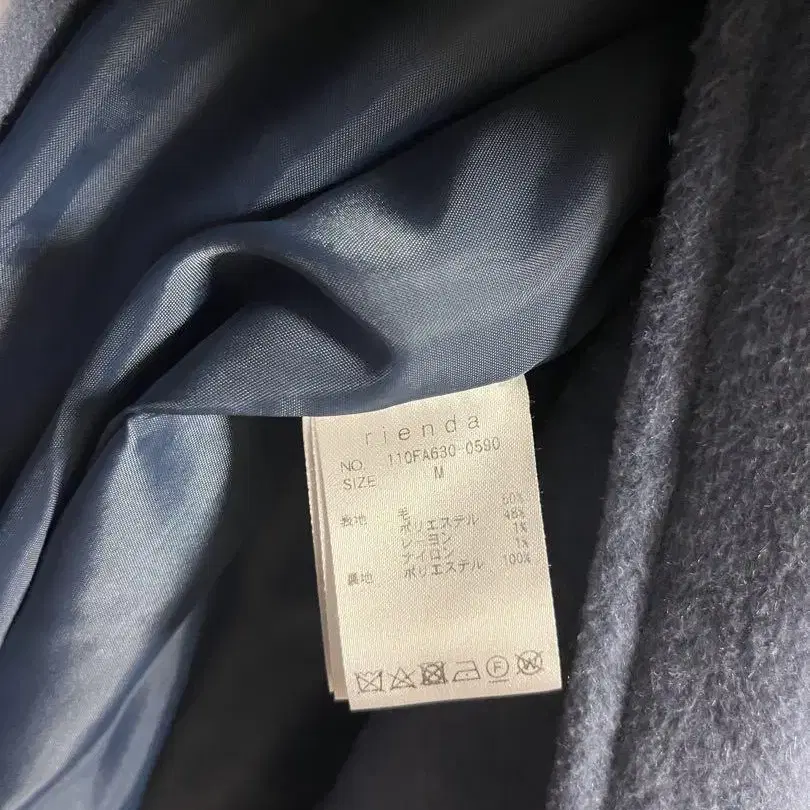 rienda
NO. 110FA630-0590
SIZE M
表地 毛 50%
ポリエステル 48%
レーヨン 1%
ナイロン 1%
裏地 ポリエステル 100%
F
W